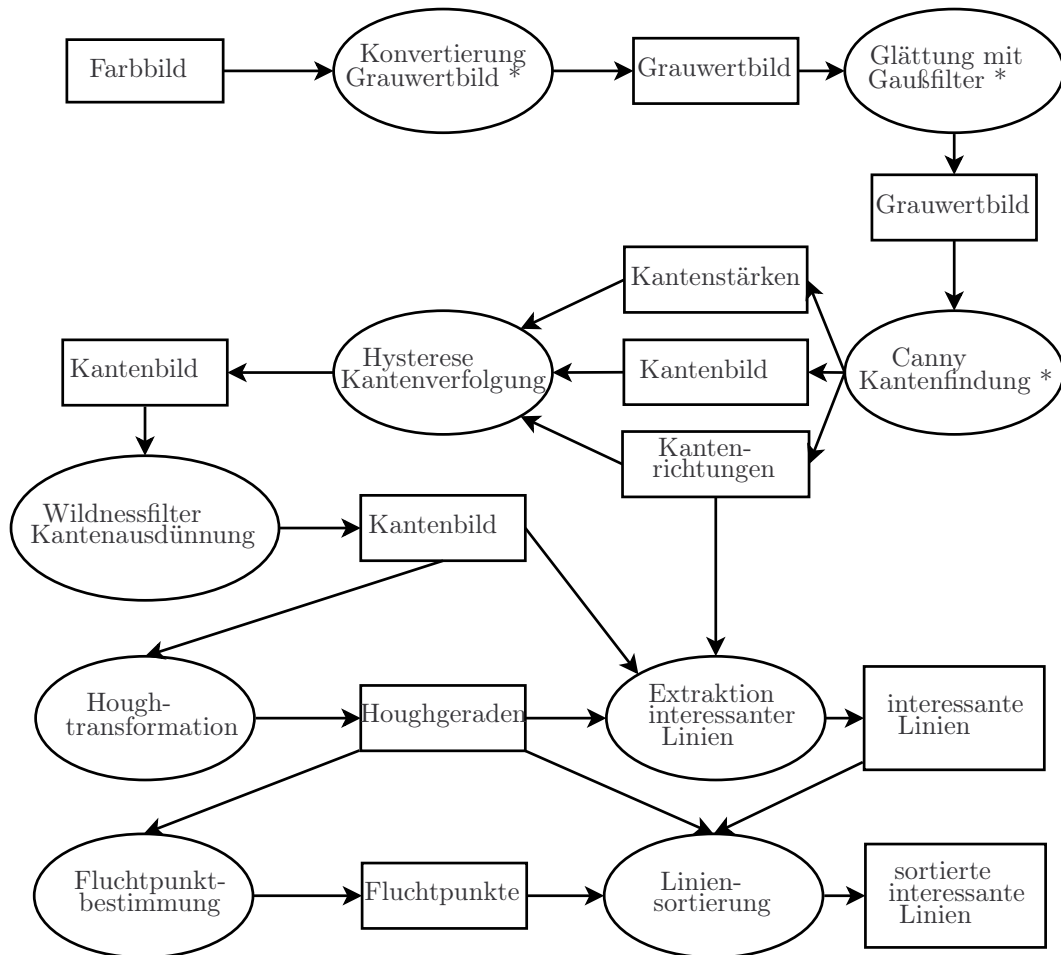 Farbbild
Konvertierung
Grauwertbild *
Grauwertbild
Glättung mit
Gaußfilter *
Grauwertbild
Kantenstärken
Kantenbild
Hysterese
Kantenverfolgung
Kantenbild
Canny
Kantenfindung *
Kanten-
richtungen
Wildnessfilter
Kantenausdünnung
Kantenbild
Hough-
transformation
Houghgeraden
Extraktion
interessanter
Linien
interessante
Linien
Fluchtpunkt-
bestimmung
Fluchtpunkte
Linien-
sortierung
sortierte
interessante
Linien